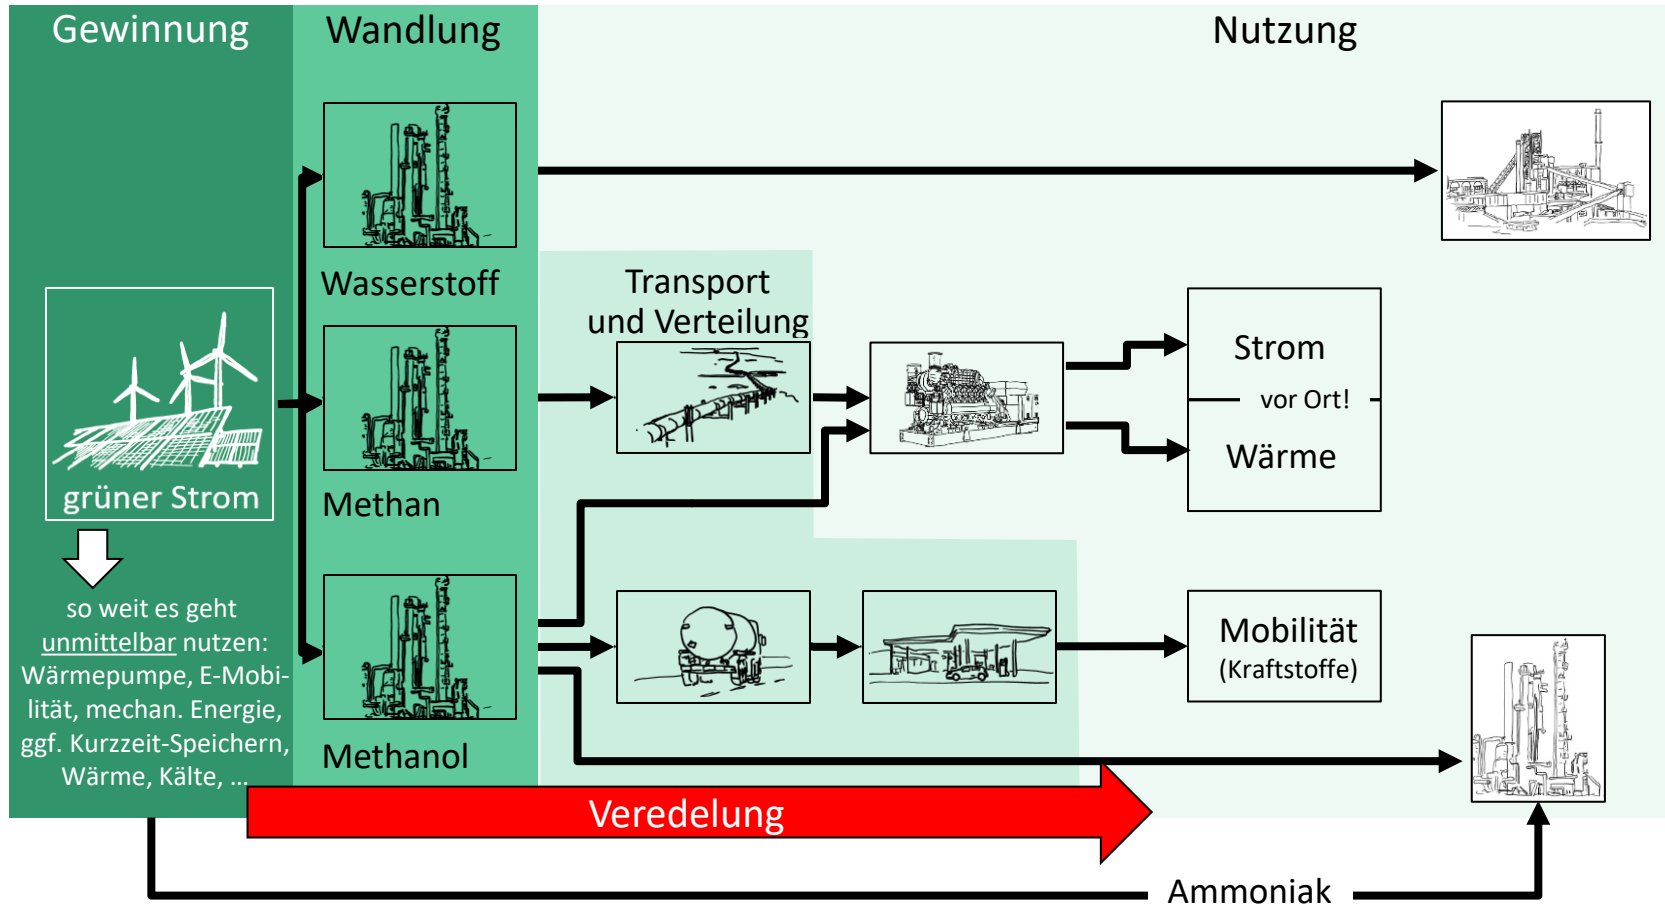 Gewinnung
Wandlung
Nutzung
Wasserstoff
Transport
und Verteilung
grüner Strom
Methan
Strom
vor Ort!
Wärme
so weit es geht
unmittelbar nutzen:
Wärmepumpe, E-Mobi-
lität, mechan. Energie,
ggf. Kurzzeit-Speichern,
Wärme, Kälte, ...
Methanol
Mobilität
(Kraftstoffe)
Veredelung
Ammoniak